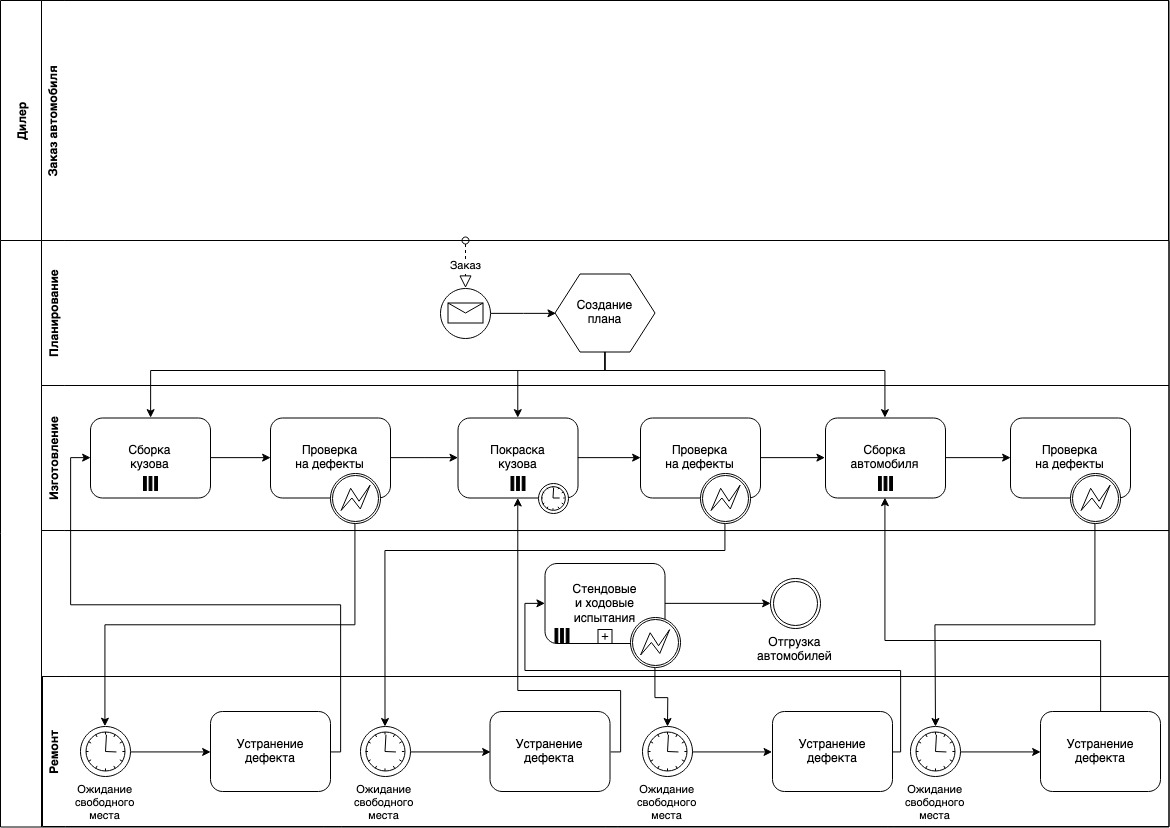 Дилер
Заказ автомобиля
Планирование
Заказ
Создание
плана
Изготовление
Сборка
кузова
Проверка
на дефекты
Покраска
кузова
Проверка
на дефекты
Сборка
автомобиля
Проверка
на дефекты
Стендовые
и ходовые
испытания
Отгрузка
автомобилей
Ремонт
Ожидание
свободного
места
Устранение
дефекта
Ожидание
свободного
места
Устранение
дефекта
Ожидание
свободного
места
Устранение
дефекта
Ожидание
свободного
места
Устранение
дефекта